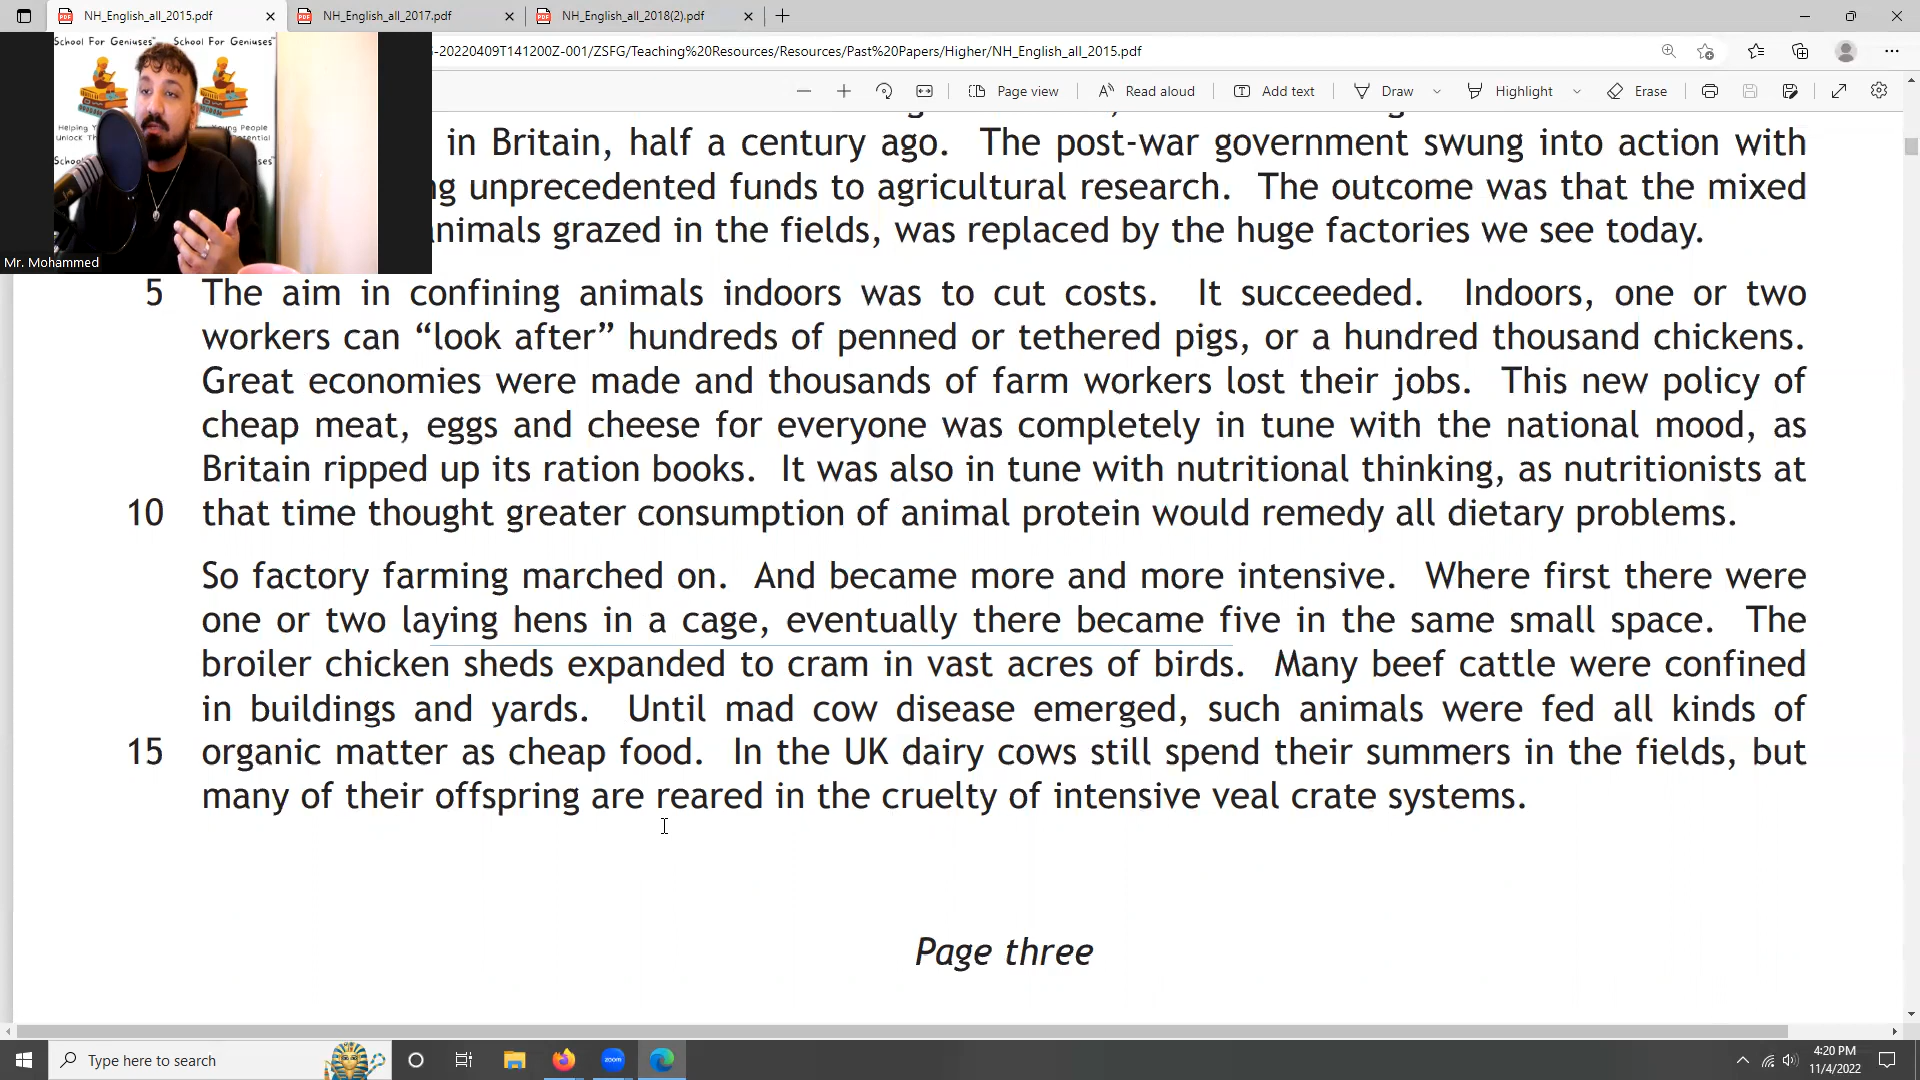 NH_English_all_2015.pdf
NH_English_all_2017.pdf
NH_English_all_2018(2).pdf
-20220409T141200Z-001/ZSFG/Teaching%20Resources/Resources/Past%20Papers/Higher/NH_English_all_2015.pdf
Page view
Read aloud
Add text
Draw
Highlight
Erase
School For Geniuses™ School For Geniuses™
Mr. Mohammed
in Britain, half a century ago. The post-war government swung into action with
unprecedented funds to agricultural research. The outcome was that the mixed
animals grazed in the fields, was replaced by the huge factories we see today.
5 The aim in confining animals indoors was to cut costs. It succeeded. Indoors, one or two
workers can “look after” hundreds of penned or tethered pigs, or a hundred thousand chickens.
Great economies were made and thousands of farm workers lost their jobs. This new policy of
cheap meat, eggs and cheese for everyone was completely in tune with the national mood, as
Britain ripped up its ration books. It was also in tune with nutritional thinking, as nutritionists at
10 that time thought greater consumption of animal protein would remedy all dietary problems.
So factory farming marched on. And became more and more intensive. Where first there were
one or two laying hens in a cage, eventually there became five in the same small space. The
broiler chicken sheds expanded to cram in vast acres of birds. Many beef cattle were confined
in buildings and yards. Until mad cow disease emerged, such animals were fed all kinds of
15 organic matter as cheap food. In the UK dairy cows still spend their summers in the fields, but
many of their offspring are reared in the cruelty of intensive veal crate systems.
Page three
Type here to search
zoom
4:20 PM
11/4/2022